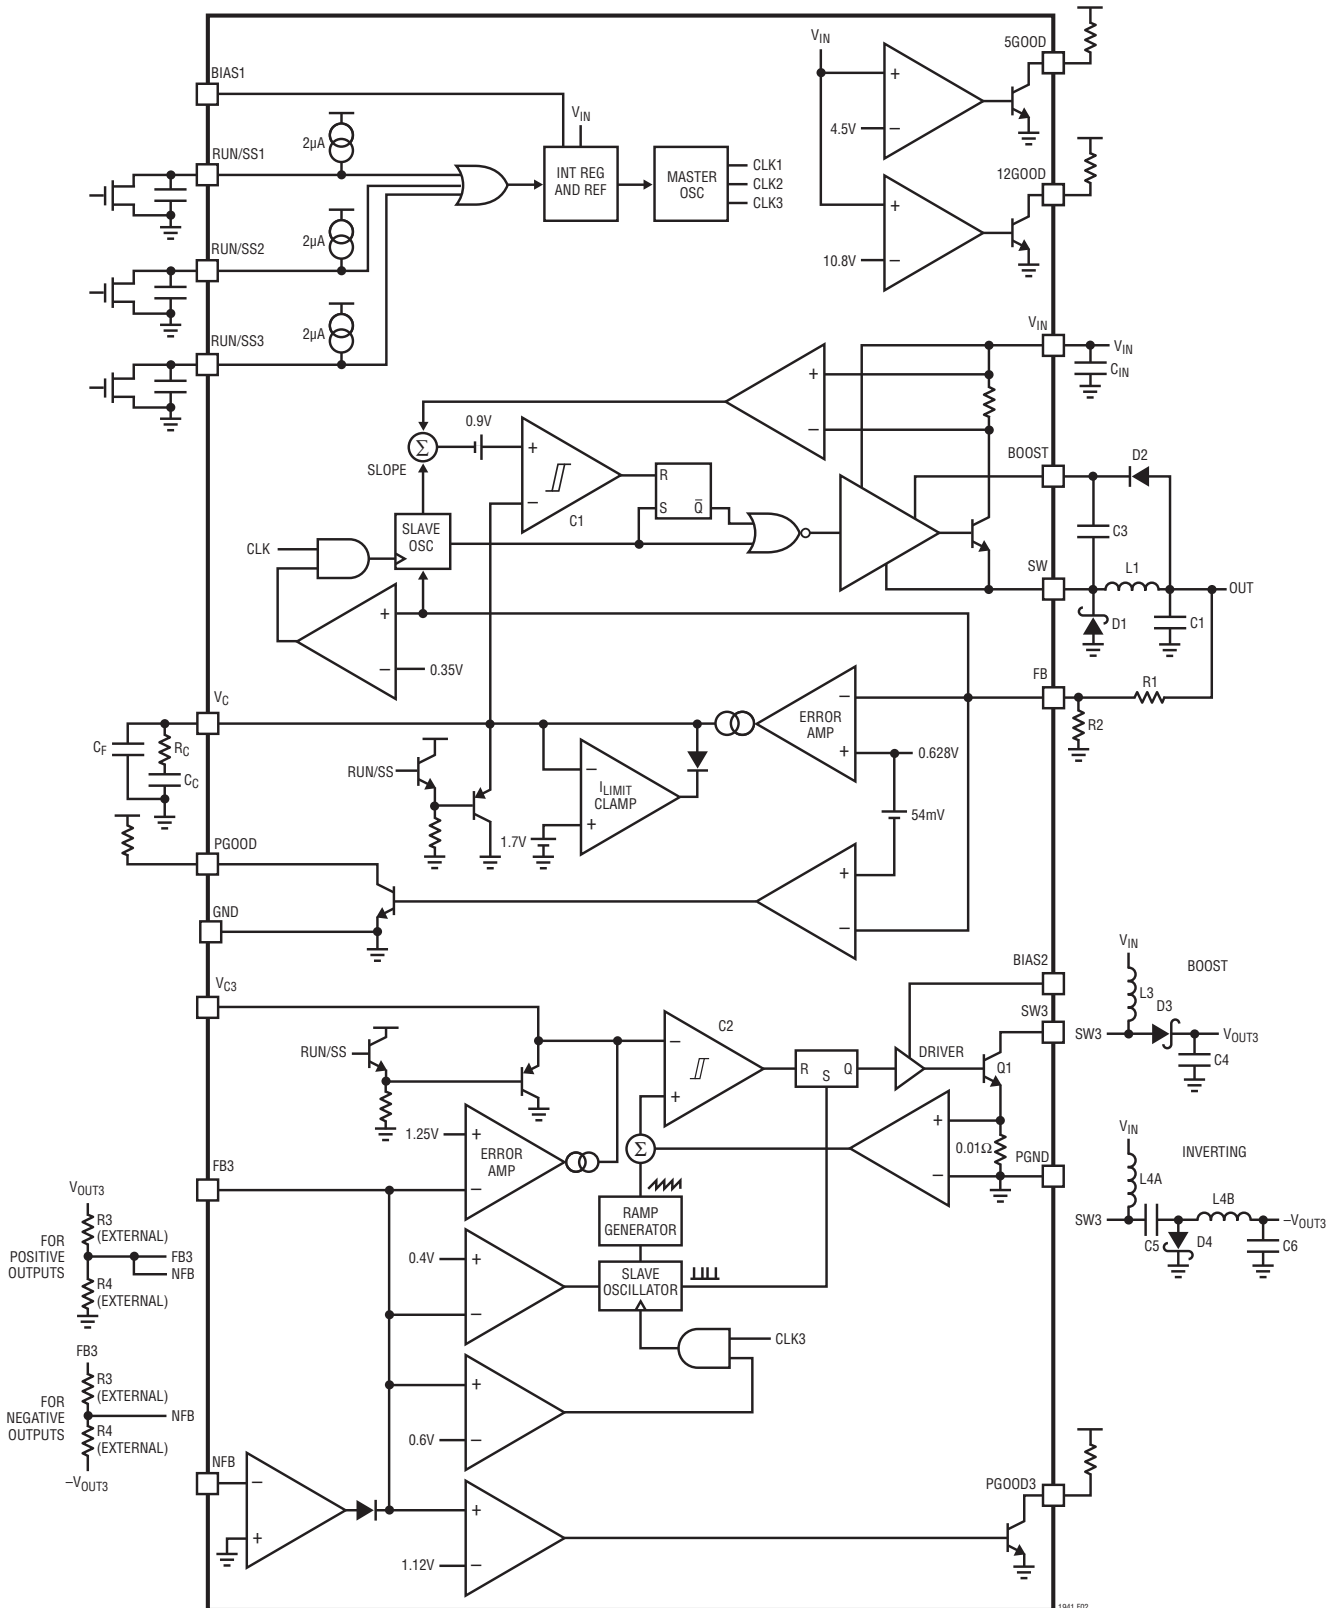 5GOOD
VIN
BIAS1
VIN
4.5V
2µA
RUN/SS1
INT REG
AND REF
MASTER
OSC
CLK1
CLK2
CLK3
12GOOD
RUN/SS2
2µA
10.8V
RUN/SS3
2µA
VIN
VIN
CIN
0.9V
Σ
SLOPE
C1
R
S
Q̅
BOOST
D2
C3
CLK
SLAVE
OSC
SW
L1
OUT
D1
C1
0.35V
FB
R1
R2
VC
ERROR
AMP
0.628V
CF
RC
CC
RUN/SS
ILIMIT
CLAMP
1.7V
54mV
PGOOD
GND
BIAS2
VIN
BOOST
VC3
L3
D3
SW3
SW3
VOUT3
C4
C2
RUN/SS
DRIVER
R
S
Q
Q1
1.25V
ERROR
AMP
Σ
0.01Ω
PGND
VIN
INVERTING
L4A
L4B
SW3
–VOUT3
C5
D4
C6
FB3
VOUT3
R3
(EXTERNAL)
FOR
POSITIVE
OUTPUTS
FB3
NFB
R4
(EXTERNAL)
RAMP
GENERATOR
0.4V
SLAVE
OSCILLATOR
CLK3
FB3
R3
(EXTERNAL)
FOR
NEGATIVE
OUTPUTS
NFB
R4
(EXTERNAL)
–VOUT3
0.6V
NFB
PGOOD3
1.12V
1941 F02